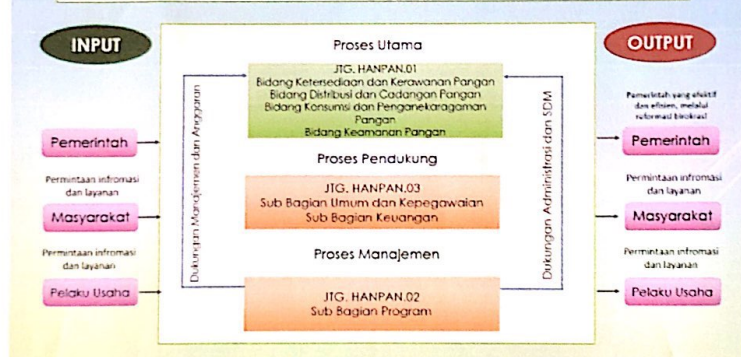 INPUT
Pemerintah
Permintaan infromasi
dan layanan
Masyarakat
Permintaan infromasi
dan layanan
Pelaku Usaha
Dukungan Manajemen dan Anggaran
Proses Utama
JTG. HANPAN.01
Bidang Ketersediaan dan Kerawanan Pangan
Bidang Distribusi dan Cadangan Pangan
Bidang Konsumsi dan Penganekaragaman
Pangan
Bidang Keamanan Pangan
Proses Pendukung
JTG. HANPAN.03
Sub Bagian Umum dan Kepegawaian
Sub Bagian Keuangan
Proses Manajemen
JTG. HANPAN.02
Sub Bagian Program
Dukungan Administrasi dan SDM
OUTPUT
Pemerintah yang efektif
dan efisien, melalui
reformasi birokrasi
Pemerintah
Permintaan infromasi
dan layanan
Masyarakat
Permintaan infromasi
dan layanan
Pelaku Usaha